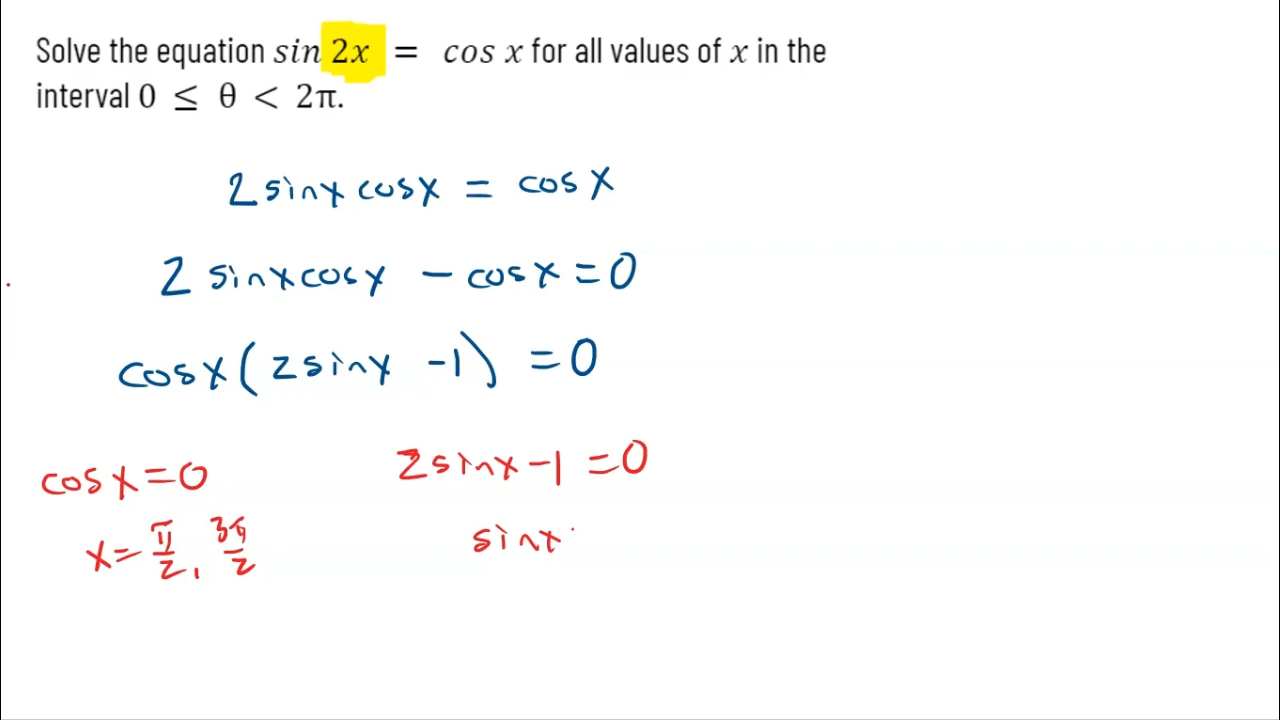 Solve the equation sin 2x = cos x for all values of x in the
interval 0 ≤ θ < 2π.
2 sinx cosx = cosx
2 sinx cosx - cosx = 0
cosx(2sinx -1) = 0
cosx = 0 2sinx - 1 = 0
x = π/2, 3π/2 sinx